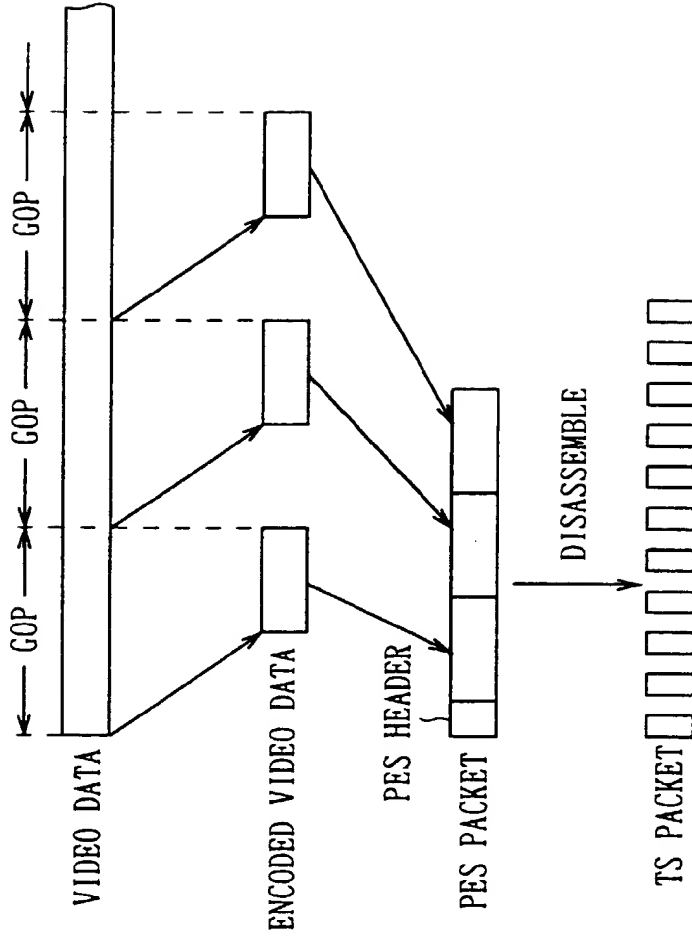 GOP
GOP
GOP
VIDEO DATA
ENCODED VIDEO DATA
PES HEADER
PES PACKET
DISASSEMBLE
TS PACKET